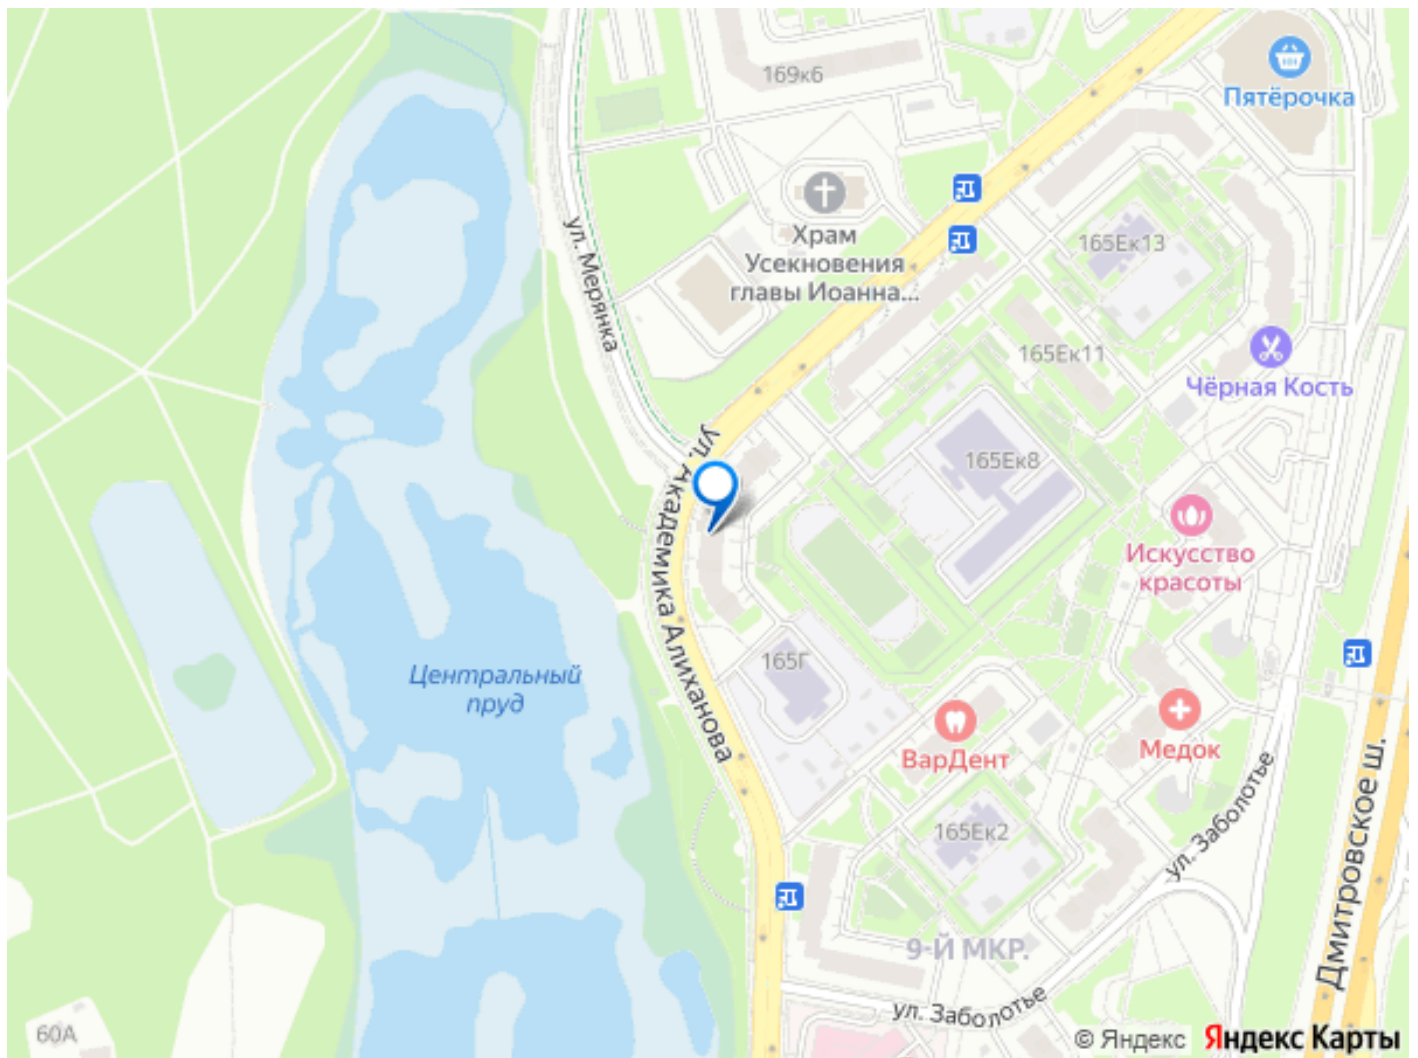 169к6
Пятёрочка
Храм
Усекновения
главы Иоанна...
165Ек13
ул. Мерянка
165Ек11
Чёрная Кость
ул. Академика Алиханова
165Ек8
Искусство
красоты
165Г
Центральный
пруд
ВарДент
Медок
165Ек2
ул. Заболотье
Дмитровское ш.
9-Й МКР.
ул. Заболотье
60А
© Яндекс Яндекс Карты